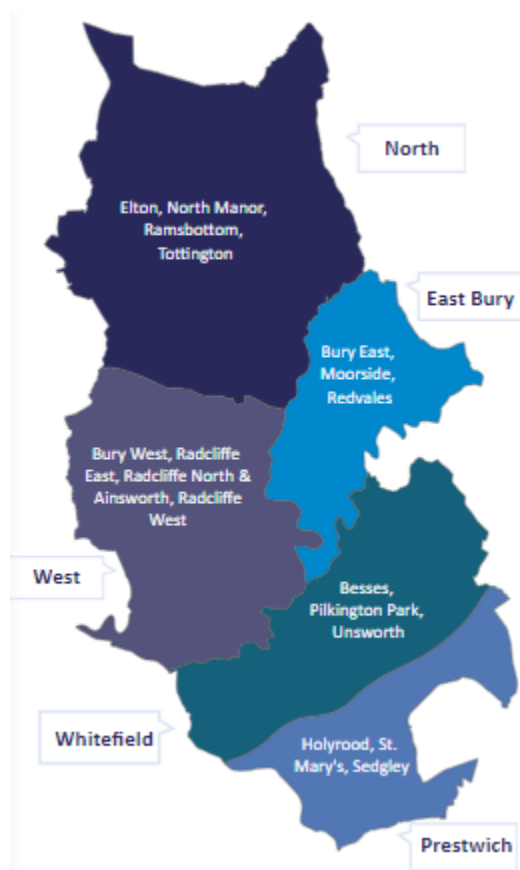 North
Elton, North Manor,
Ramsbottom,
Tottington
East Bury
Bury East,
Moorside,
Redvales
Bury West, Radcliffe
East, Radcliffe North &
Ainsworth, Radcliffe
West
West
Besses,
Pilkington Park,
Unsworth
Whitefield
Holyrood, St.
Mary's, Sedgley
Prestwich